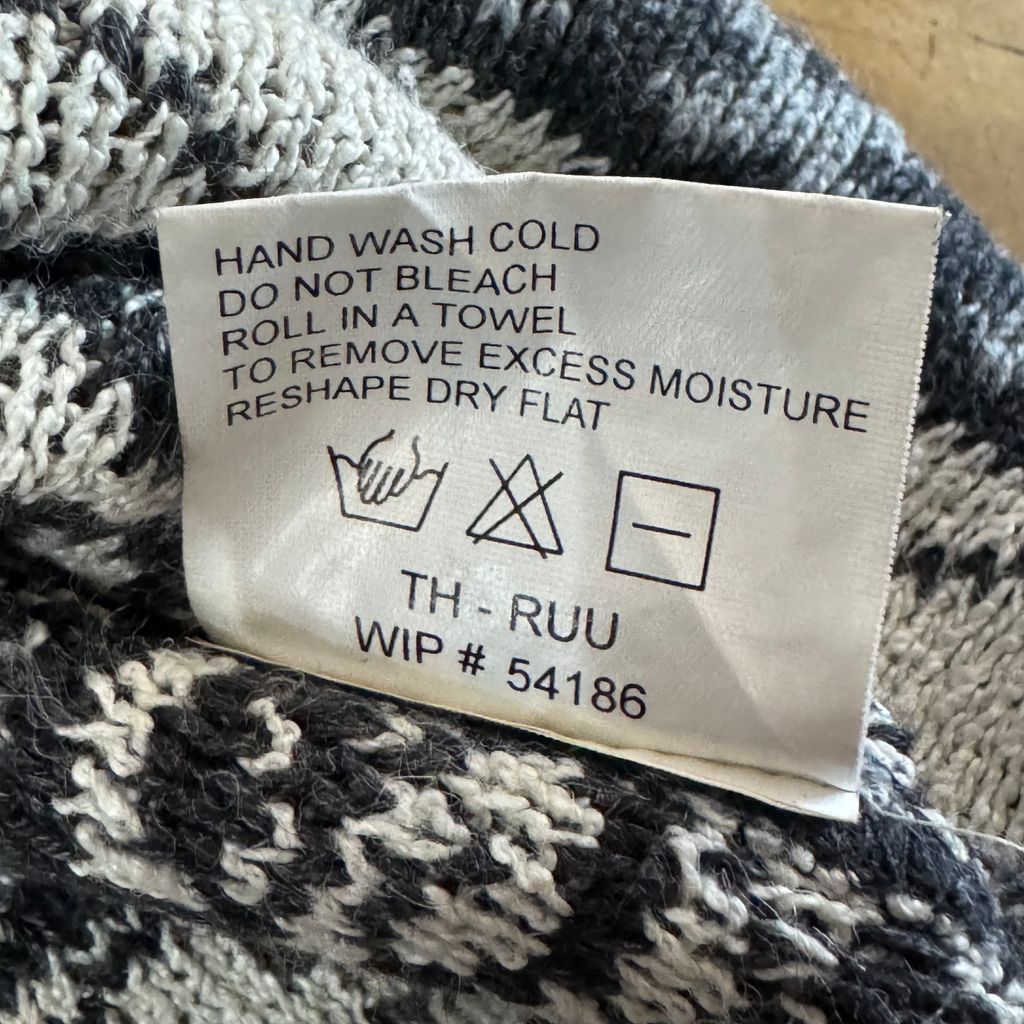 HAND WASH COLD
DO NOT BLEACH
ROLL IN A TOWEL
TO REMOVE EXCESS MOISTURE
RESHAPE DRY FLAT
TH - RUU
WIP # 54186